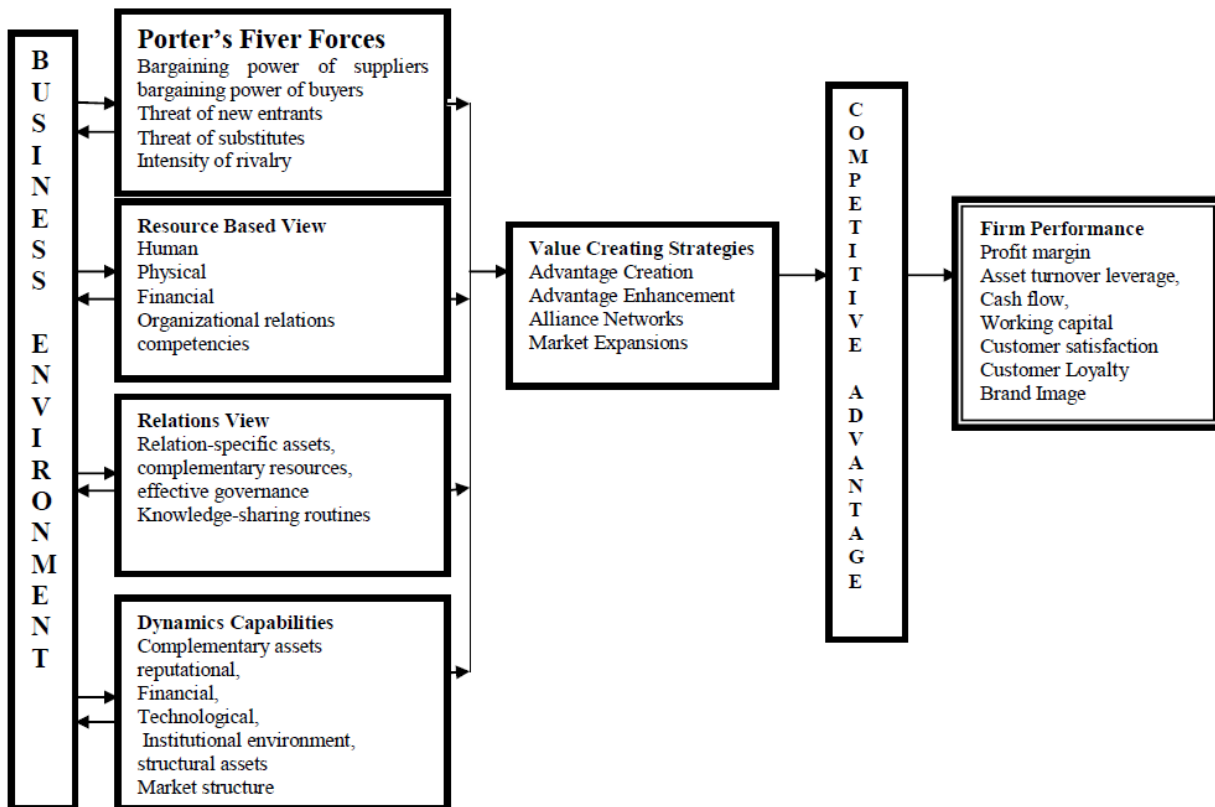 BUSINESS ENVIRONMENT
Porter's Fiver Forces
Bargaining power of suppliers
bargaining power of buyers
Threat of new entrants
Threat of substitutes
Intensity of rivalry
Resource Based View
Human
Physical
Financial
Organizational relations
competencies
Relations View
Relation-specific assets,
complementary resources,
effective governance
Knowledge-sharing routines
Dynamics Capabilities
Complementary assets
reputational,
Financial,
Technological,
Institutional environment,
structural assets
Market structure
Value Creating Strategies
Advantage Creation
Advantage Enhancement
Alliance Networks
Market Expansions
COMPETITIVE ADVANTAGE
Firm Performance
Profit margin
Asset turnover leverage,
Cash flow,
Working capital
Customer satisfaction
Customer Loyalty
Brand Image